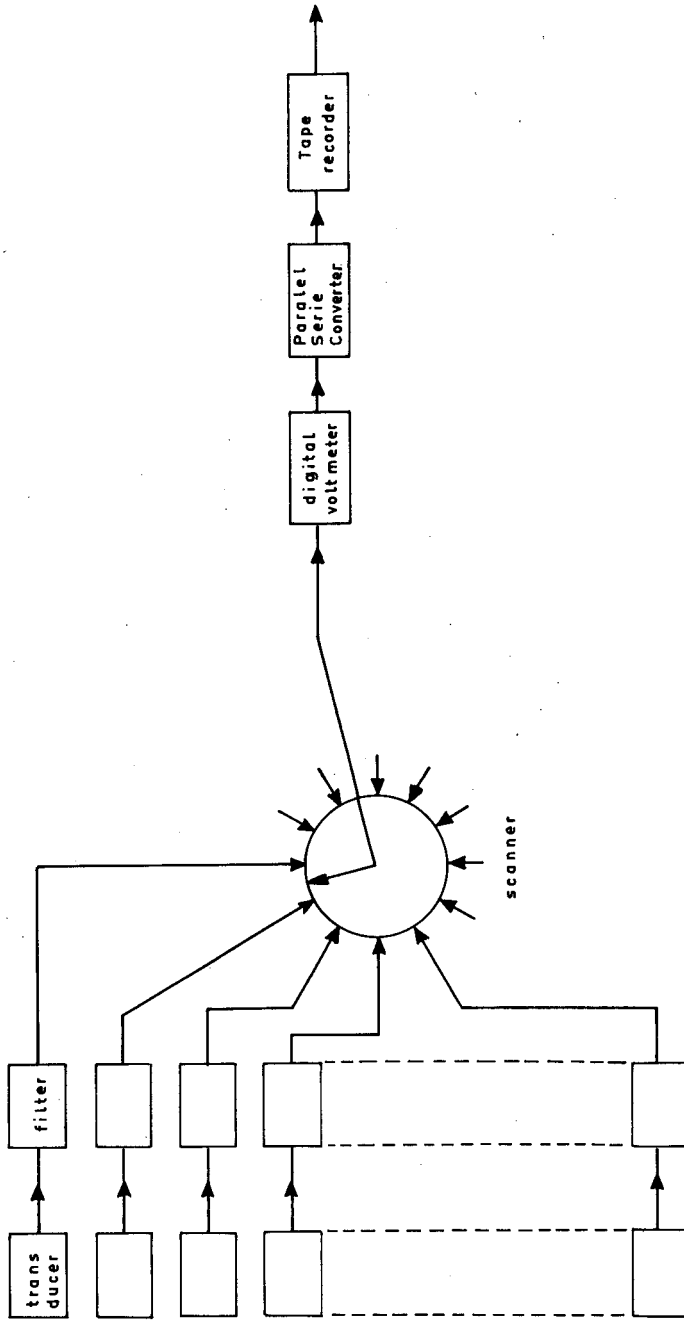 trans
ducer
filter
scanner
digital
voltmeter
Paralel
Serie
Converter
Tape
recorder